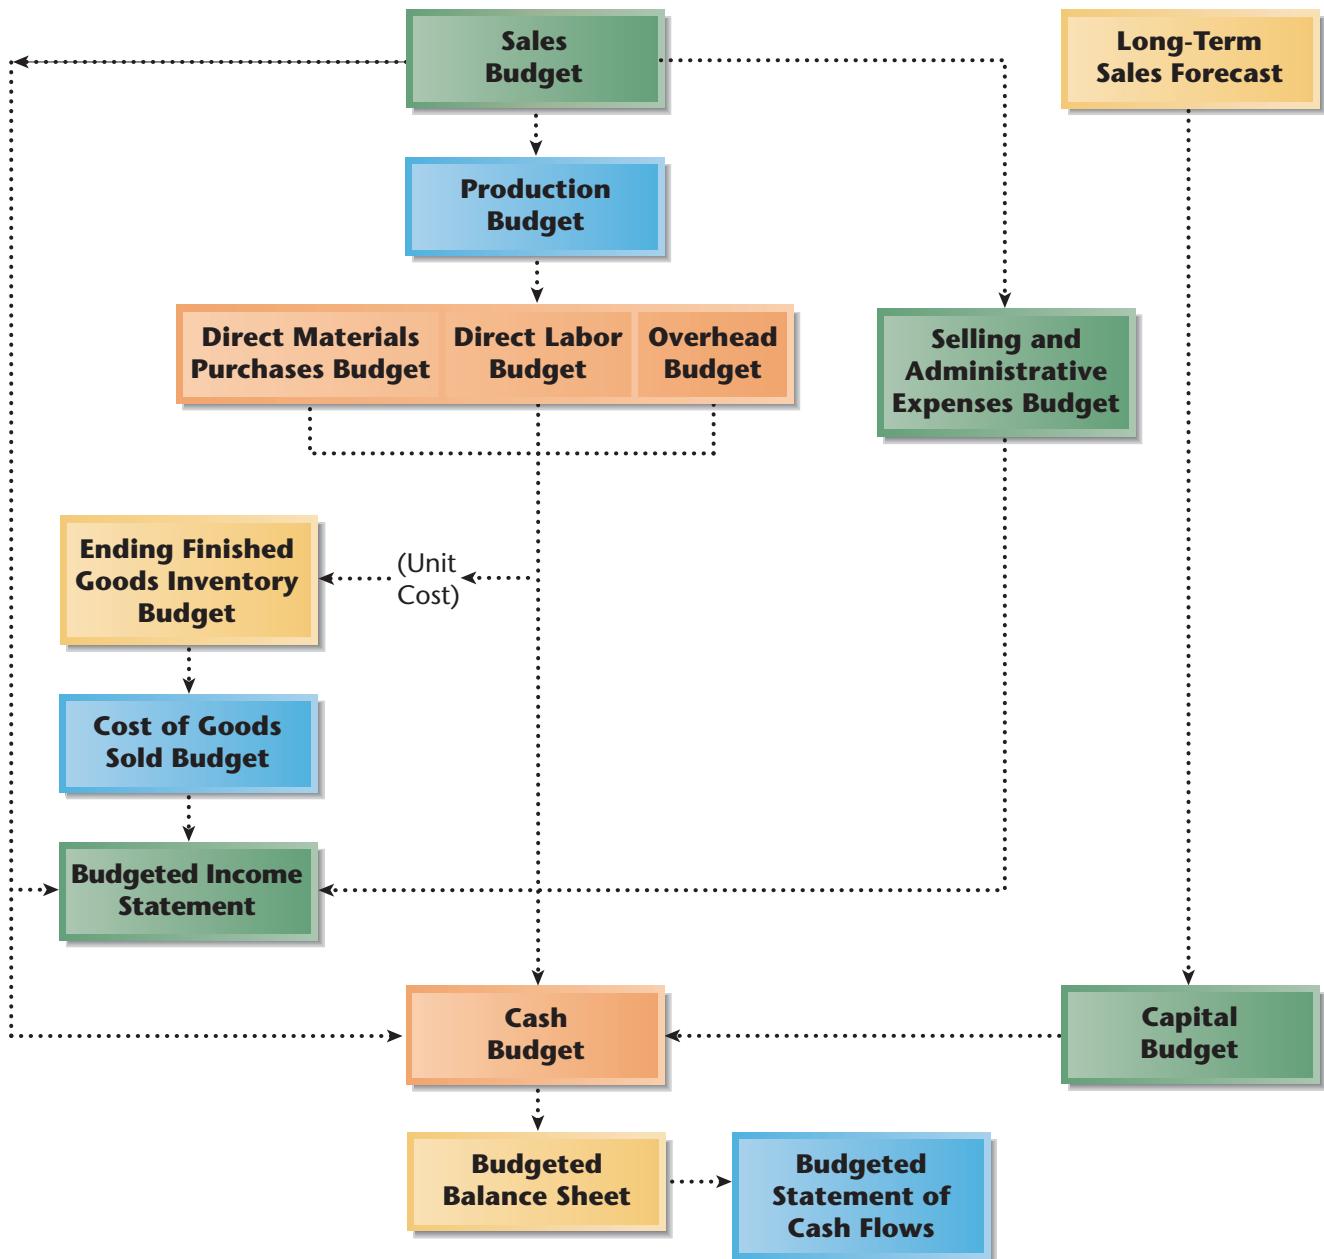 Sales
Budget
Long-Term
Sales Forecast
Production
Budget
Direct Materials
Purchases Budget
Direct Labor
Budget
Overhead
Budget
Selling and
Administrative
Expenses Budget
Ending Finished
Goods Inventory
Budget
(Unit
Cost)
Cost of Goods
Sold Budget
Budgeted Income
Statement
Cash
Budget
Capital
Budget
Budgeted
Balance Sheet
Budgeted
Statement of
Cash Flows